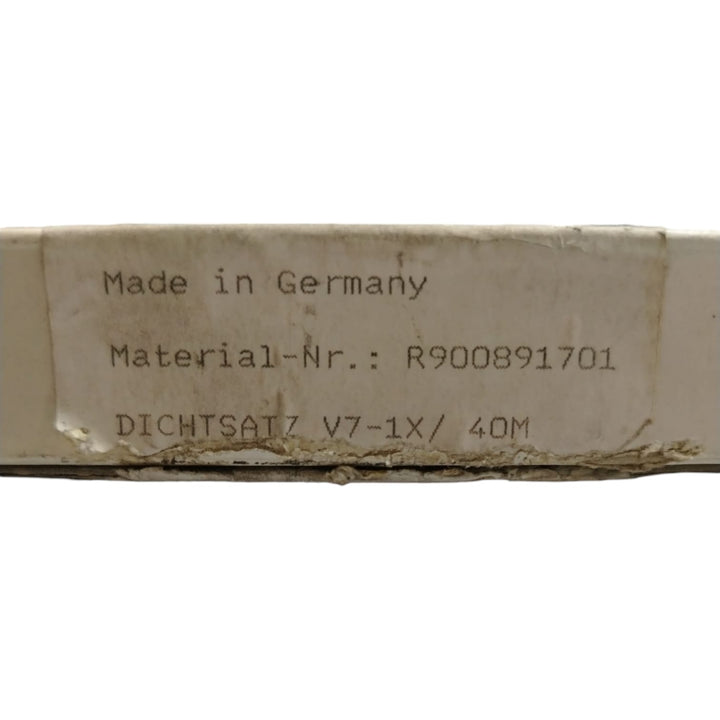 Made in Germany
Material-Nr.: R900891701
DICHTSATZ V7-1X/ 40M